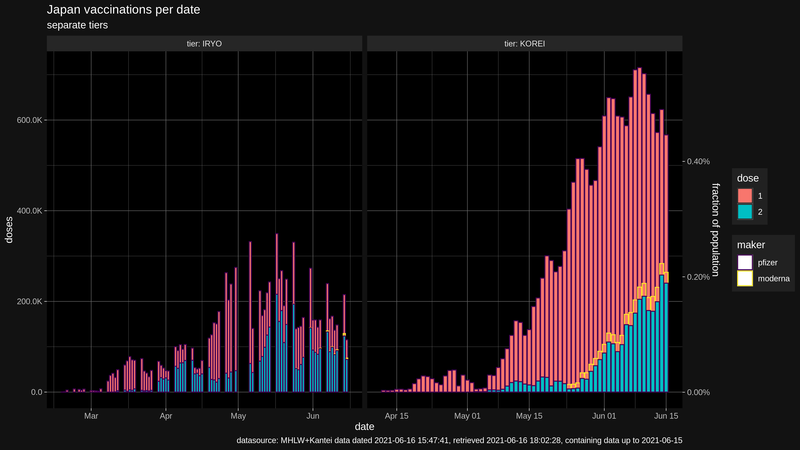 Japan vaccinations per date
separate tiers
tier: IRYO
tier: KOREI
600.0K
400.0K
200.0K
0.0
doses
Mar
Apr
May
Jun
Apr 15
May 01
May 15
Jun 01
Jun 15
date
0.40%
0.20%
0.00%
fraction of population
dose
1
2
maker
pfizer
moderna
datasource: MHLW+Kantei data dated 2021-06-16 15:47:41, retrieved 2021-06-16 18:02:28, containing data up to 2021-06-15